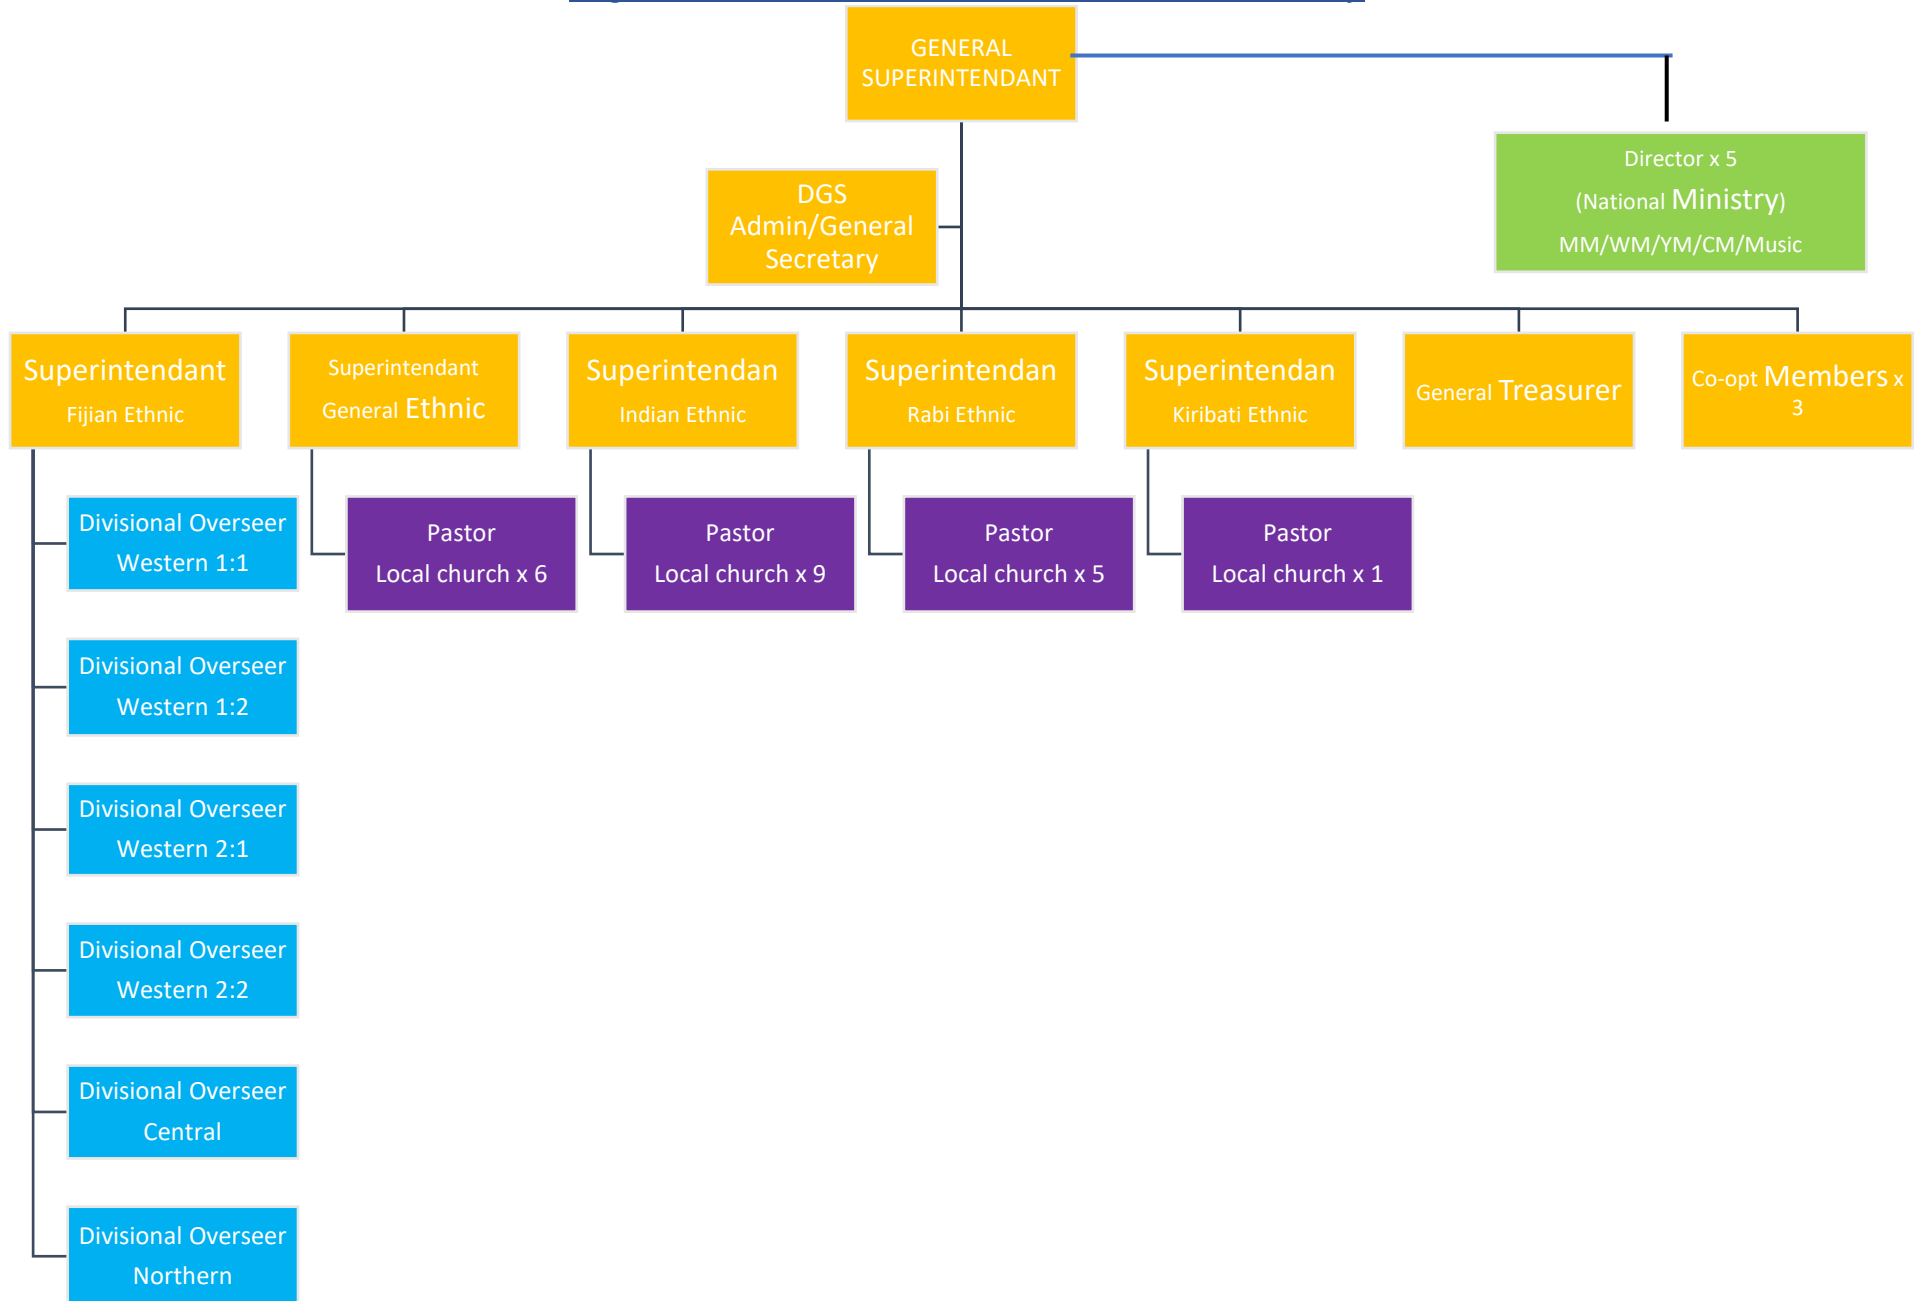 GENERAL
SUPERINTENDANT
Director x 5
(National Ministry)
MM/WM/YM/CM/Music
DGS
Admin/General
Secretary
Superintendant
Fijian Ethnic
Superintendant
General Ethnic
Superintendan
Indian Ethnic
Superintendan
Rabi Ethnic
Superintendan
Kiribati Ethnic
General Treasurer
Co-opt Members x
3
Divisional Overseer
Western 1:1
Pastor
Local church x 6
Pastor
Local church x 9
Pastor
Local church x 5
Pastor
Local church x 1
Divisional Overseer
Western 1:2
Divisional Overseer
Western 2:1
Divisional Overseer
Western 2:2
Divisional Overseer
Central
Divisional Overseer
Northern